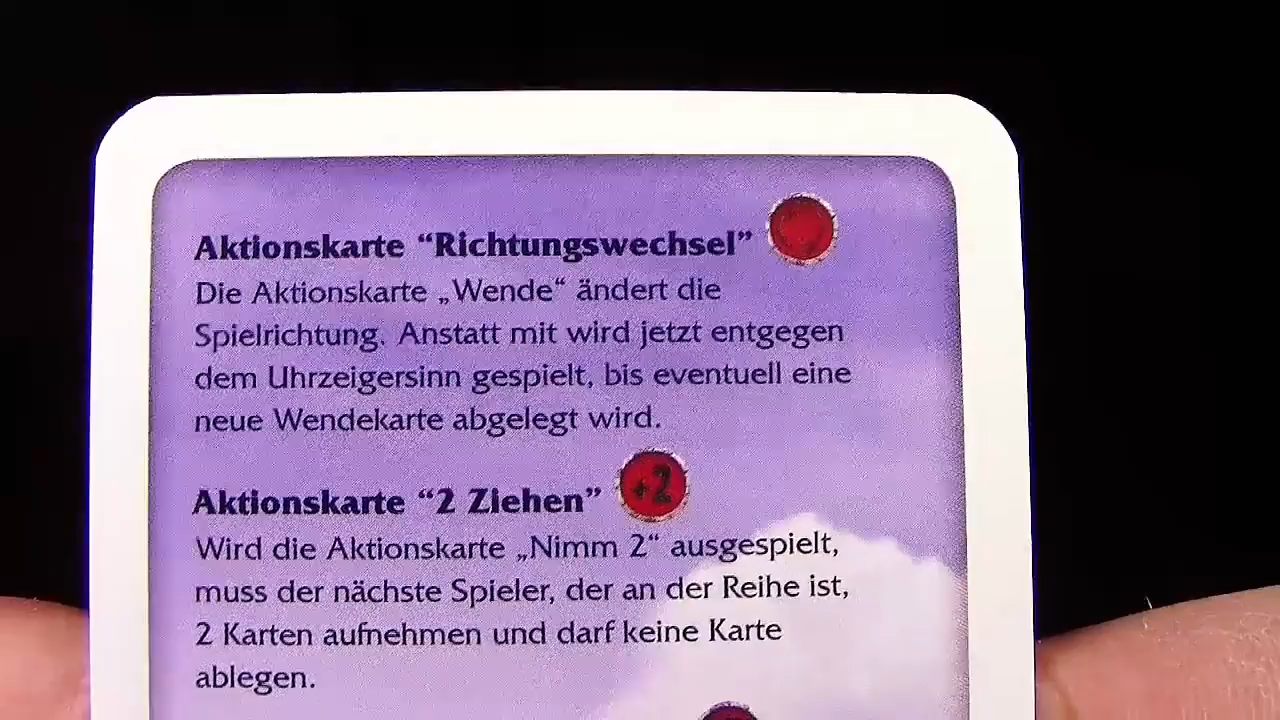 Aktionskarte “Richtungswechsel”
Die Aktionskarte „Wende“ ändert die
Spielrichtung. Anstatt mit wird jetzt entgegen
dem Uhrzeigersinn gespielt, bis eventuell eine
neue Wendekarte abgelegt wird.
Aktionskarte “2 Ziehen”
+2
Wird die Aktionskarte „Nimm 2“ ausgespielt,
muss der nächste Spieler, der an der Reihe ist,
2 Karten aufnehmen und darf keine Karte
ablegen.